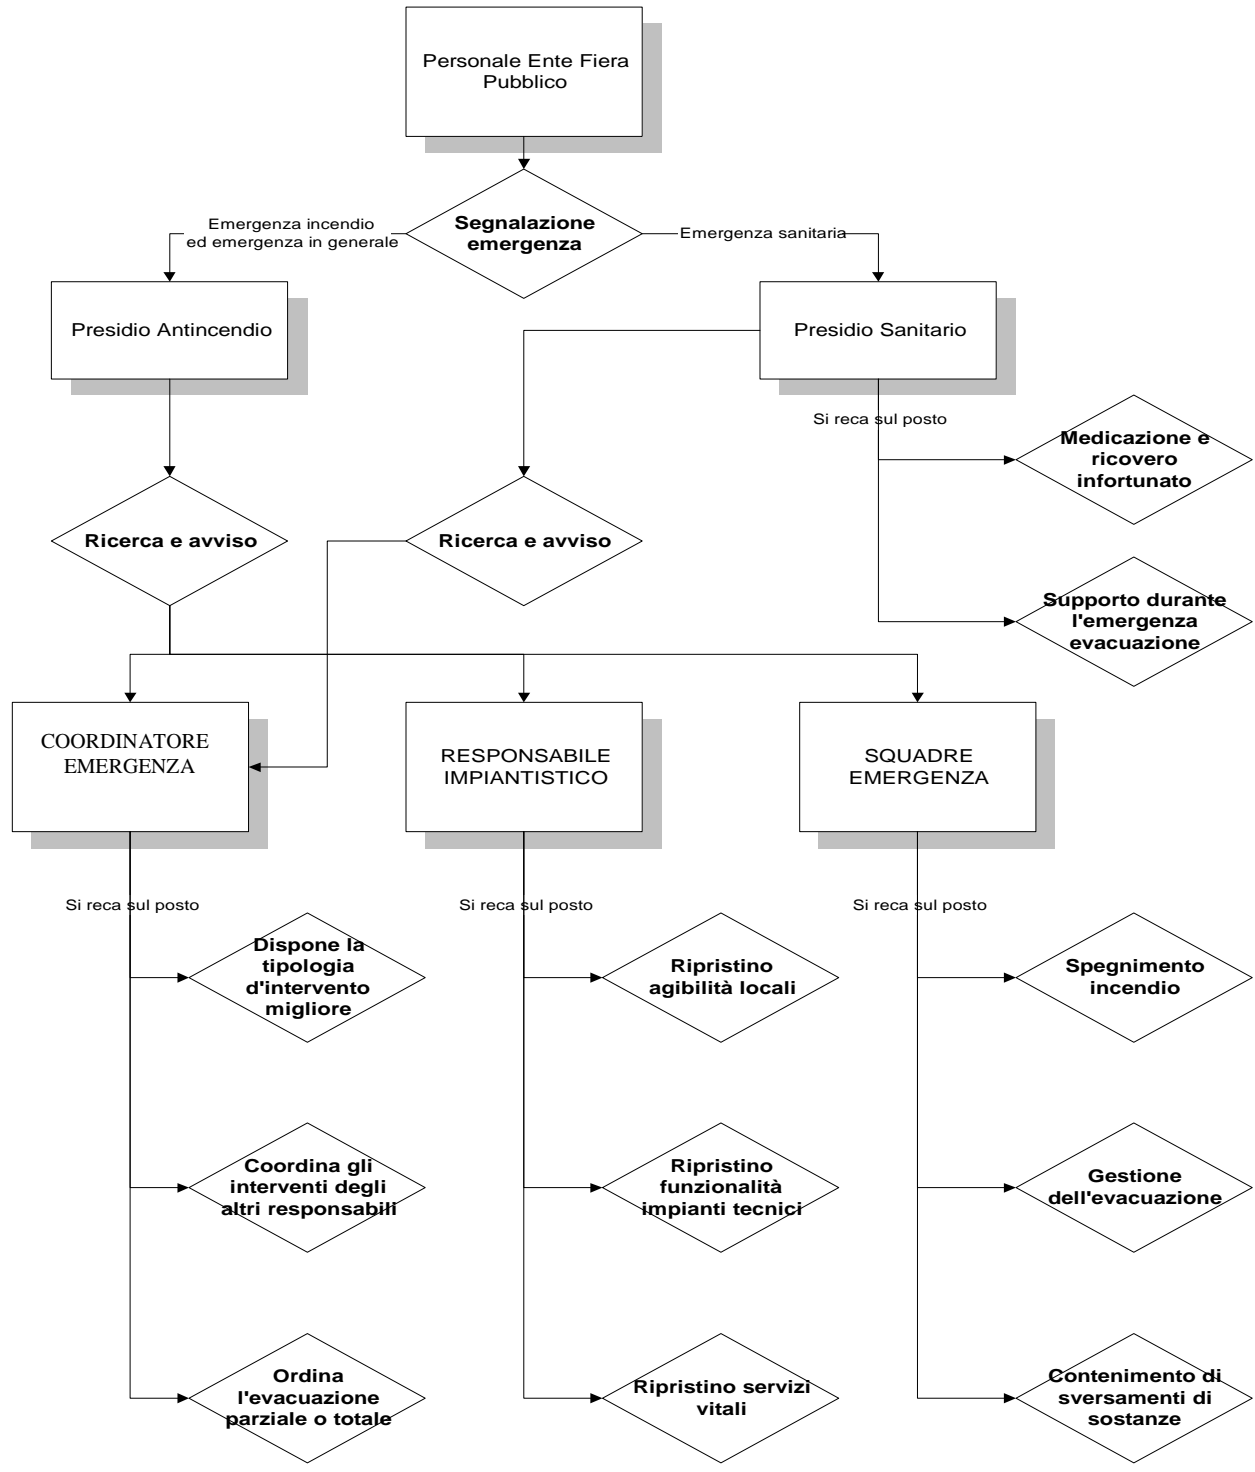 Personale Ente Fiera
Pubblico
Segnalazione
emergenza
Emergenza incendio
ed emergenza in generale
Emergenza sanitaria
Presidio Antincendio
Presidio Sanitario
Si reca sul posto
Medicazione e
ricovero
infortunato
Ricerca e avviso
Ricerca e avviso
Supporto durante
l'emergenza
evacuazione
COORDINATORE
EMERGENZA
RESPONSABILE
IMPIANTISTICO
SQUADRE
EMERGENZA
Si reca sul posto
Si reca sul posto
Si reca sul posto
Dispone la
tipologia
d'intervento
migliore
Ripristino
agibilità locali
Spegnimento
incendio
Coordina gli
interventi degli
altri responsabili
Ripristino
funzionalità
impianti tecnici
Gestione
dell'evacuazione
Ordina
l'evacuazione
parziale o totale
Ripristino servizi
vitali
Contenimento di
sversamenti di
sostanze